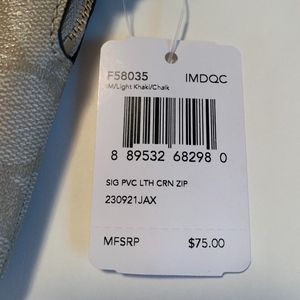 F58035 IMDQC
IM/Light Khaki/Chalk
8 89532 68298 0
SIG PVC LTH CRN ZIP
230921JAX
MFSRP $75.00